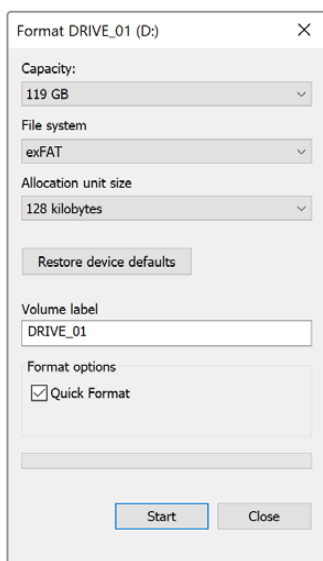 Format DRIVE_01 (D:)
Capacity:
119 GB
File system
exFAT
Allocation unit size
128 kilobytes
Restore device defaults
Volume label
DRIVE_01
Format options
Quick Format
Start Close